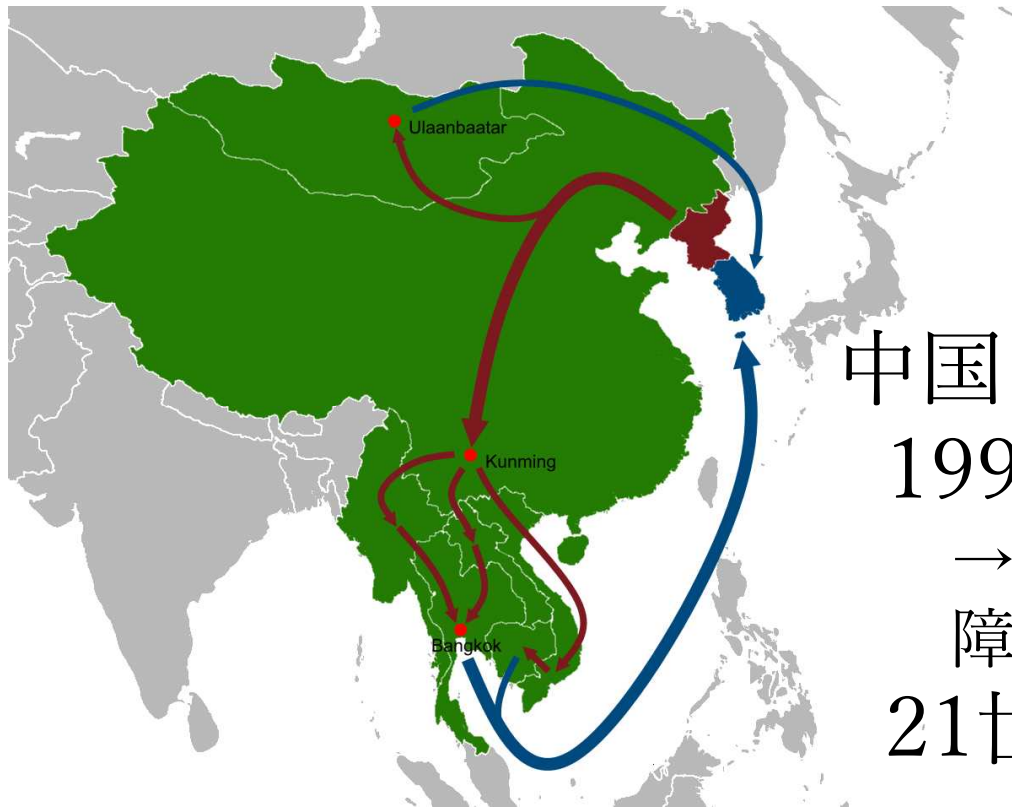 Ulaanbaatar
Kunming
Bangkok
中国
199
→
障
21